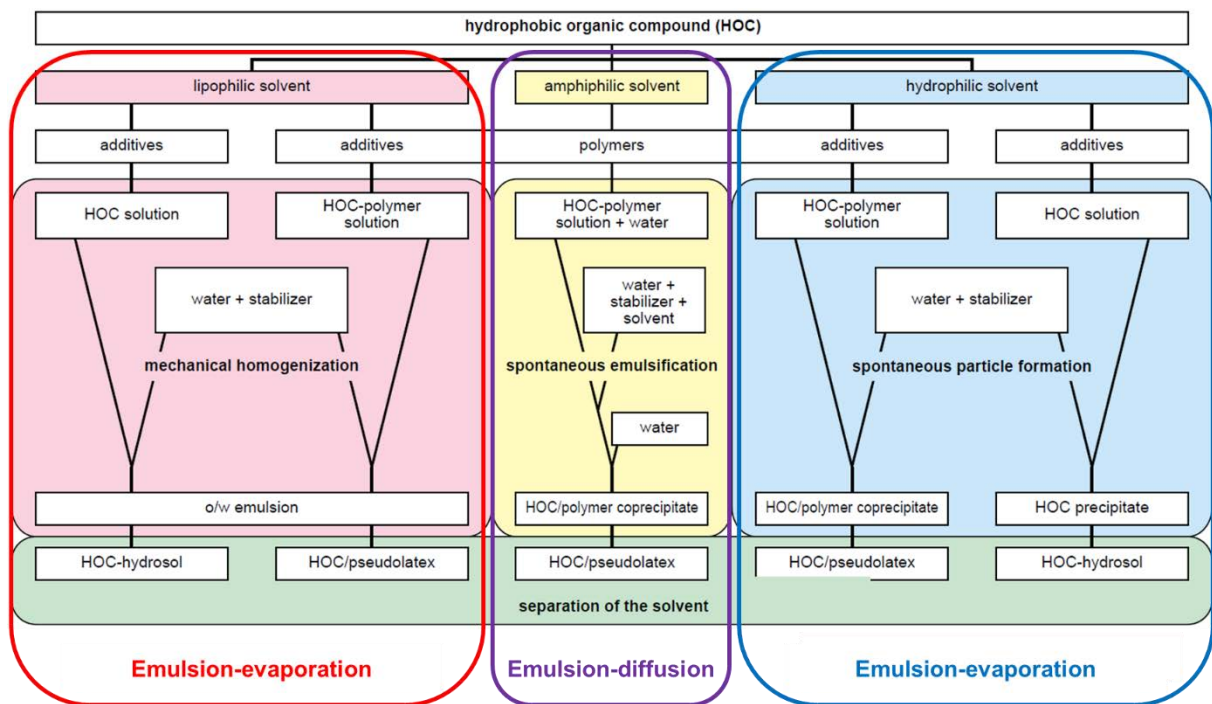 hydrophobic organic compound (HOC)
lipophilic solvent
amphiphilic solvent
hydrophilic solvent
additives
additives
polymers
additives
additives
HOC solution
HOC-polymer
solution
HOC-polymer
solution + water
HOC-polymer
solution
HOC solution
water + stabilizer
water +
stabilizer +
solvent
water + stabilizer
mechanical homogenization
spontaneous emulsification
spontaneous particle formation
water
o/w emulsion
HOC/polymer coprecipitate
HOC/polymer coprecipitate
HOC precipitate
HOC-hydrosol
HOC/pseudolatex
HOC/pseudolatex
HOC/pseudolatex
HOC-hydrosol
separation of the solvent
Emulsion-evaporation
Emulsion-diffusion
Emulsion-evaporation